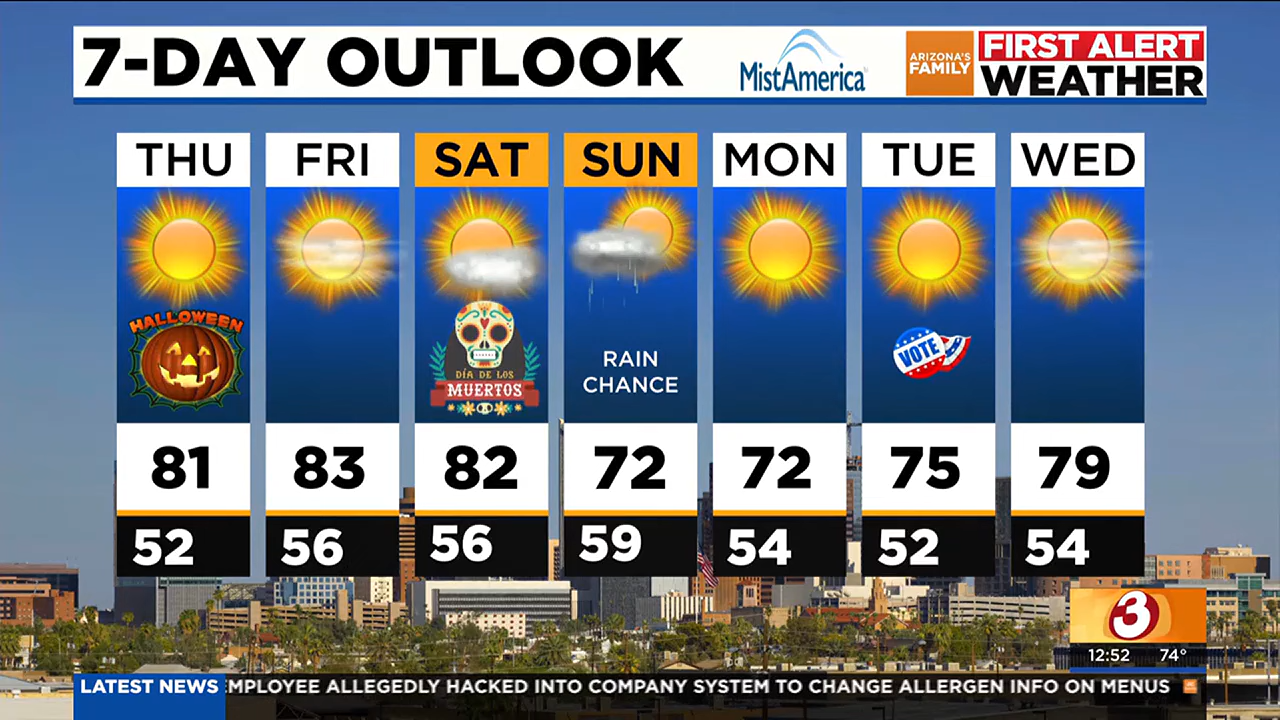 7-DAY OUTLOOK
MistAmerica
ARIZONA'S
FAMILY
FIRST ALERT
WEATHER
THU FRI SAT SUN MON TUE WED
HALLOWEEN
VOTE
RAIN
CHANCE
DÍA DE LOS
MUERTOS
81 83 82 72 72 75 79
52 56 56 59 54 52 54
3
12:52 74°
LATEST NEWS EMPLOYEE ALLEGEDLY HACKED INTO COMPANY SYSTEM TO CHANGE ALLERGEN INFO ON MENUS